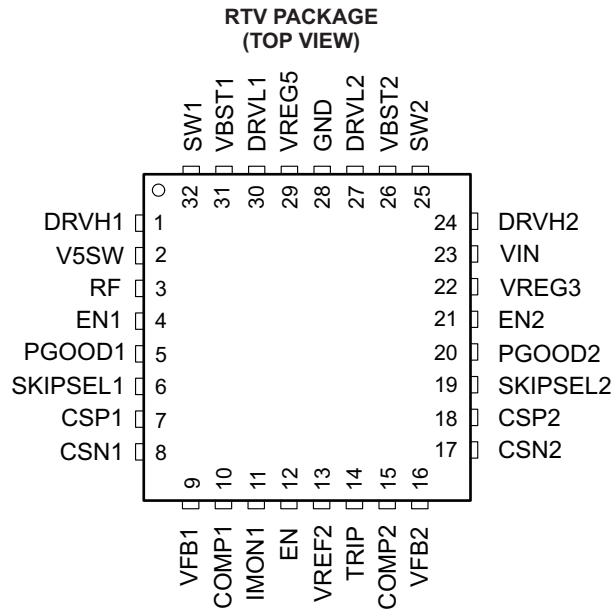 RTV PACKAGE
(TOP VIEW)
SW1
VBST1
DRVL1
VREG5
GND
DRVL2
VBST2
SW2
32
31
30
29
28
27
26
25
DRVH1 1
V5SW 2
RF 3
EN1 4
PGOOD1 5
SKIPSEL1 6
CSP1 7
CSN1 8
24 DRVH2
23 VIN
22 VREG3
21 EN2
20 PGOOD2
19 SKIPSEL2
18 CSP2
17 CSN2
9
10
11
12
13
14
15
16
VFB1
COMP1
IMON1
EN
VREF2
TRIP
COMP2
VFB2